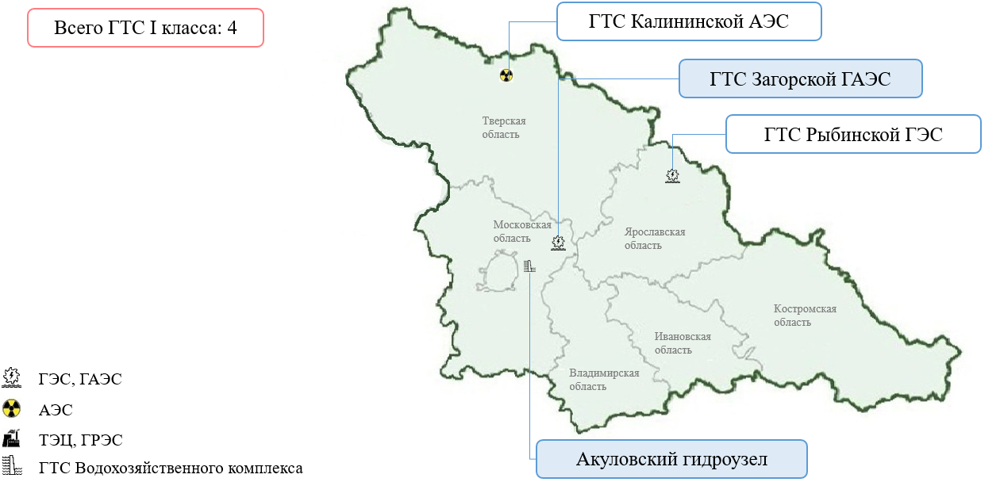 Всего ГТС I класса: 4
ГТС Калининской АЭС
ГТС Загорской ГАЭС
ГТС Рыбинской ГЭС
Тверская
область
Московская
область
Ярославская
область
Костромская
область
Ивановская
область
Владимирская
область
ГЭС, ГАЭС
АЭС
ТЭЦ, ГРЭС
ГТС Водохозяйственного комплекса
Акуловский гидроузел